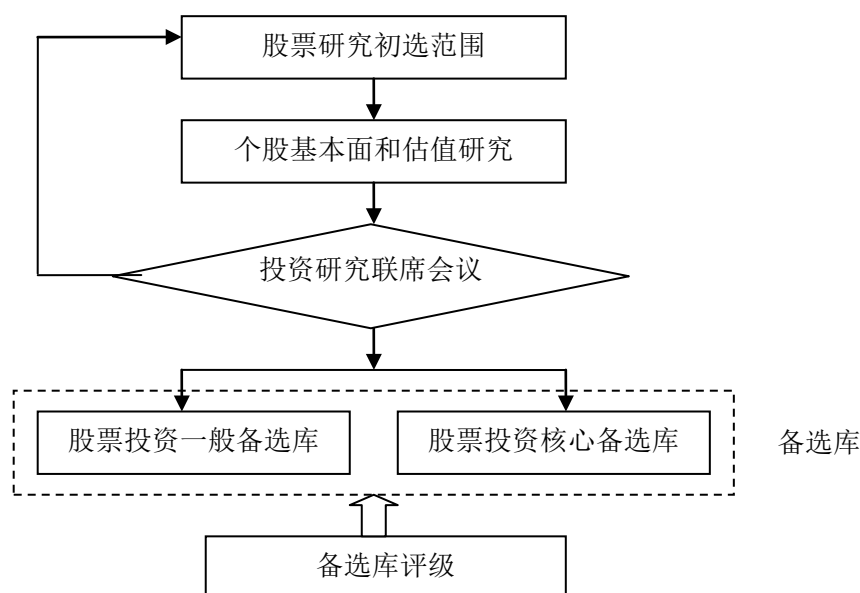 股票研究初选范围
个股基本面和估值研究
投资研究联席会议
股票投资一般备选库
股票投资核心备选库
备选库
备选库评级